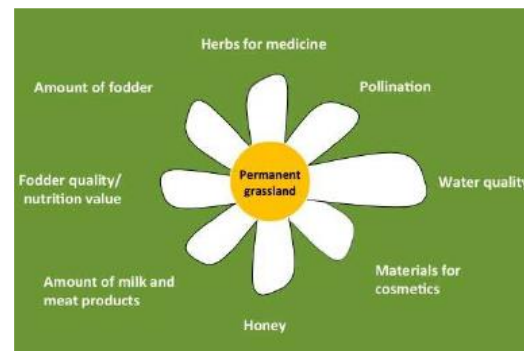 Herbs for medicine
Amount of fodder
Pollination
Permanent
grassland
Fodder quality/
nutrition value
Water quality
Amount of milk and
meat products
Materials for
cosmetics
Honey